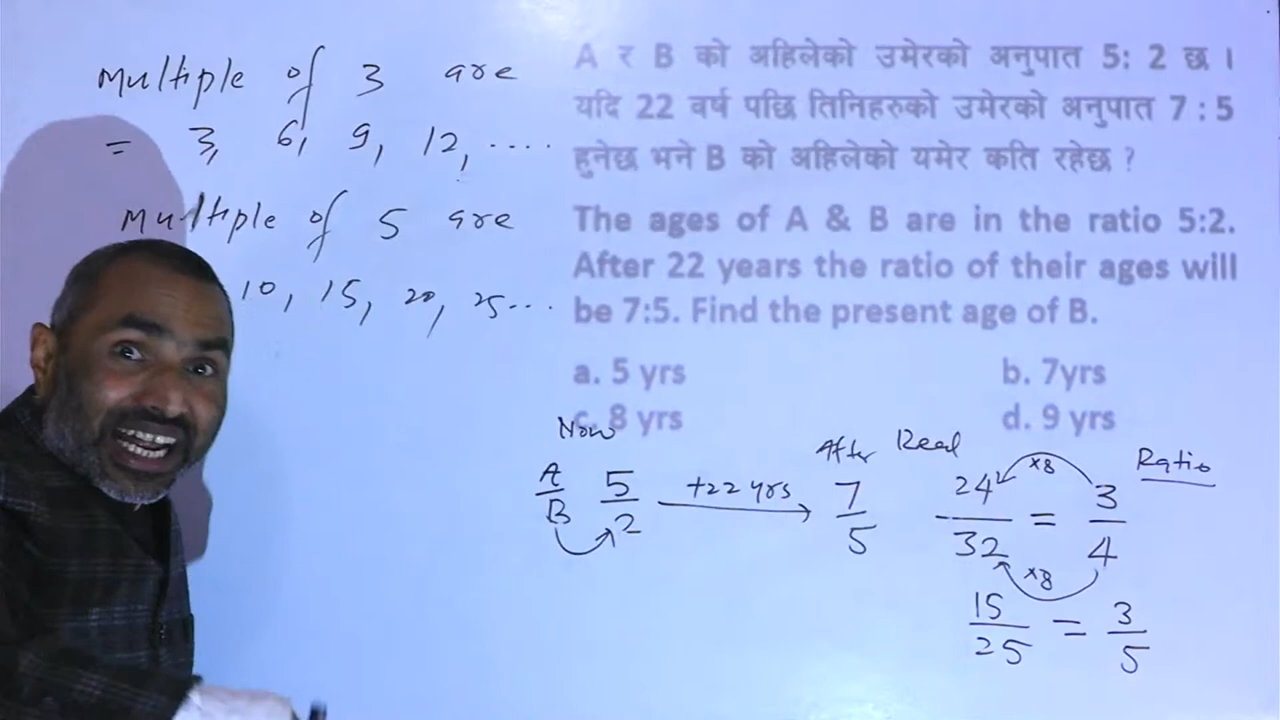 Multiple of 3 are
= 3, 6, 9, 12, ....
Multiple of 5 are
10, 15, 20, 25...
A र B को अहिलेको उमेरको अनुपात 5: 2 छ ।
यदि 22 वर्ष पछि तिनिहरुको उमेरको अनुपात 7 : 5
हुनेछ भने B को अहिलेको यमेर कति रहेछ ?
The ages of A & B are in the ratio 5:2.
After 22 years the ratio of their ages will
be 7:5. Find the present age of B.
a. 5 yrs b. 7yrs
c. 8 yrs d. 9 yrs
Now
A/B 5/2 +22 yrs 7/5
After Real Ratio
24/32 = 3/4
×8
×8
15/25 = 3/5